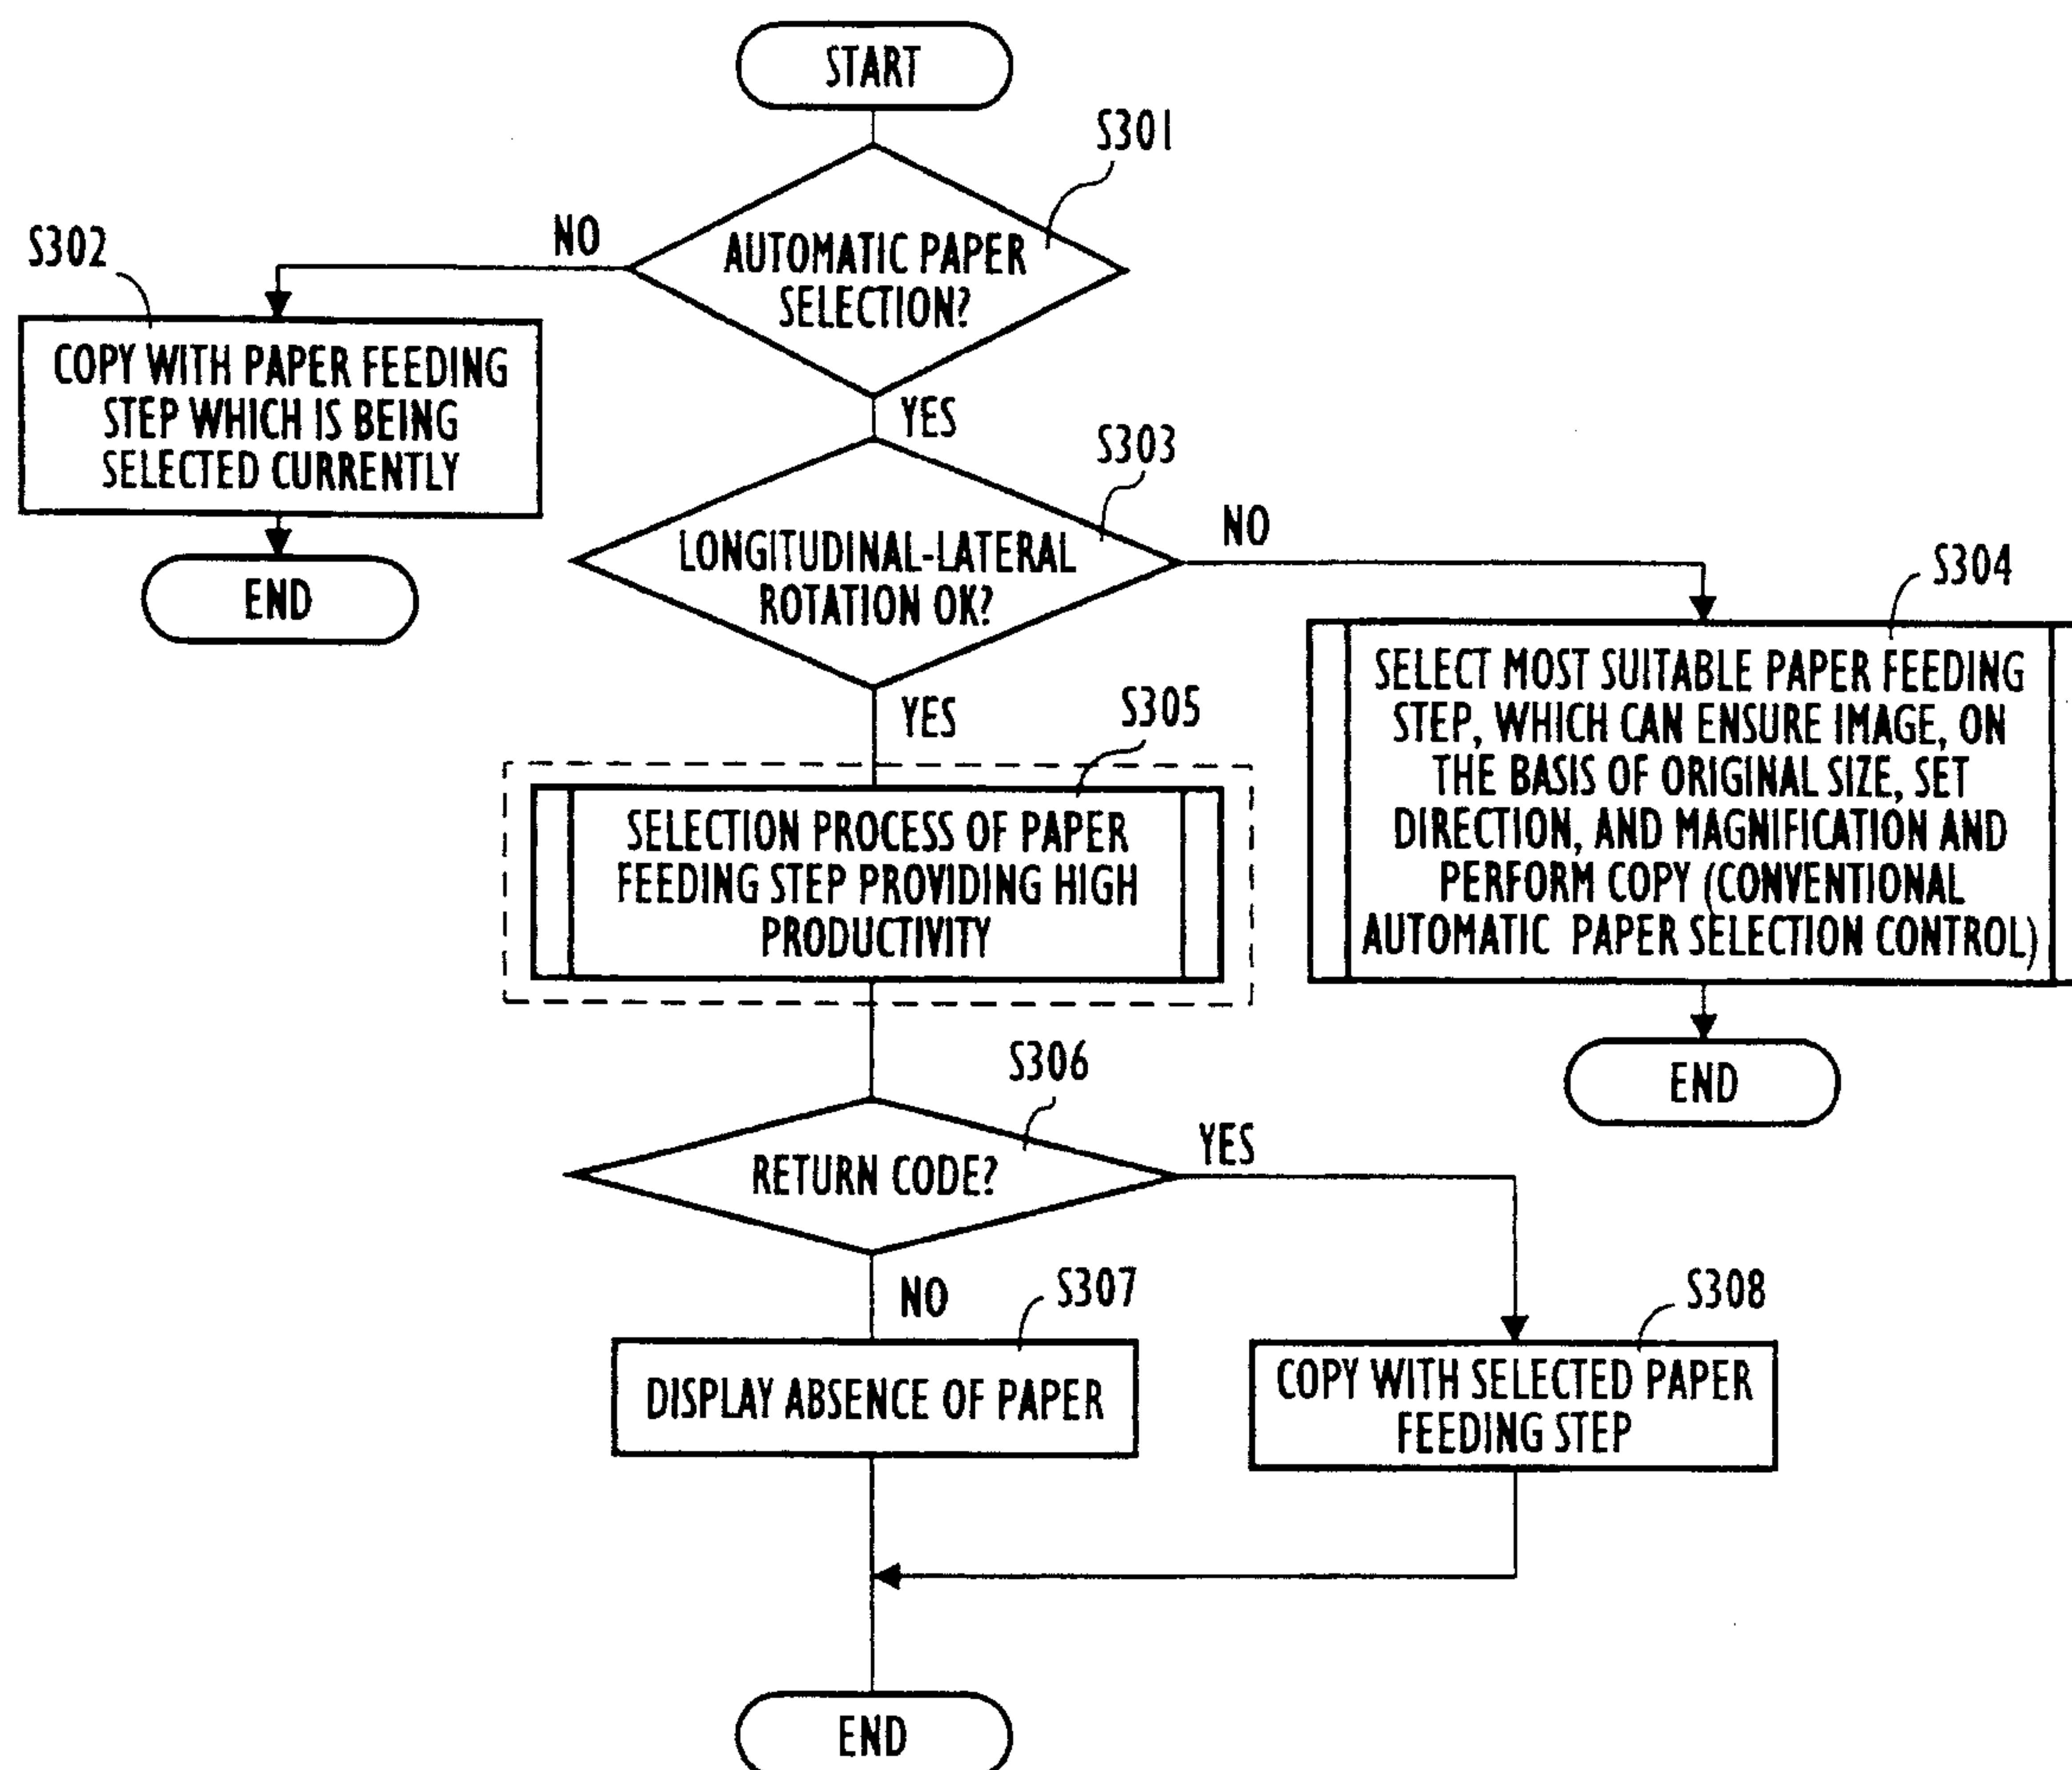 START
S301
AUTOMATIC PAPER
SELECTION?
NO
S302
COPY WITH PAPER FEEDING
STEP WHICH IS BEING
SELECTED CURRENTLY
END
YES
S303
LONGITUDINAL-LATERAL
ROTATION OK?
NO
S304
SELECT MOST SUITABLE PAPER FEEDING
STEP, WHICH CAN ENSURE IMAGE, ON
THE BASIS OF ORIGINAL SIZE, SET
DIRECTION, AND MAGNIFICATION AND
PERFORM COPY (CONVENTIONAL
AUTOMATIC PAPER SELECTION CONTROL)
END
YES
S305
SELECTION PROCESS OF PAPER
FEEDING STEP PROVIDING HIGH
PRODUCTIVITY
S306
RETURN CODE?
YES
NO
S307
DISPLAY ABSENCE OF PAPER
S308
COPY WITH SELECTED PAPER
FEEDING STEP
END